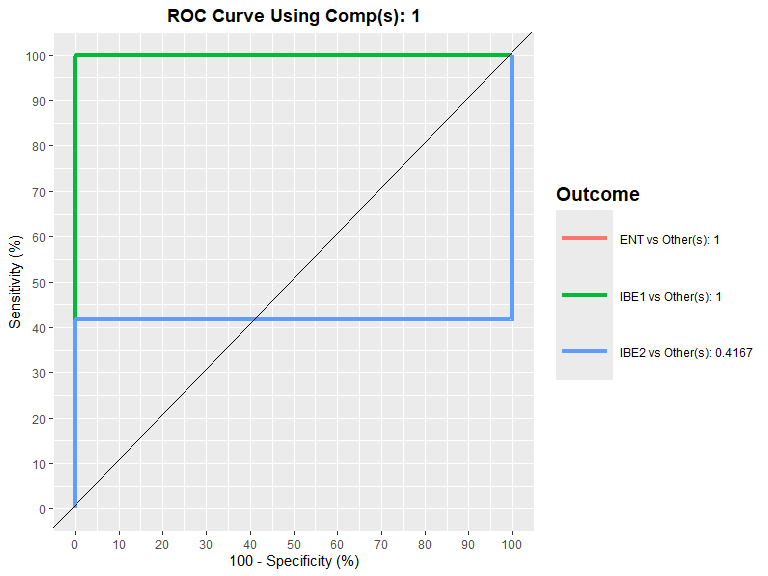 ROC Curve Using Comp(s): 1
Sensitivity (%)
100
90
80
70
60
50
40
30
20
10
0
0 10 20 30 40 50 60 70 80 90 100
100 - Specificity (%)
Outcome
ENT vs Other(s): 1
IBE1 vs Other(s): 1
IBE2 vs Other(s): 0.4167